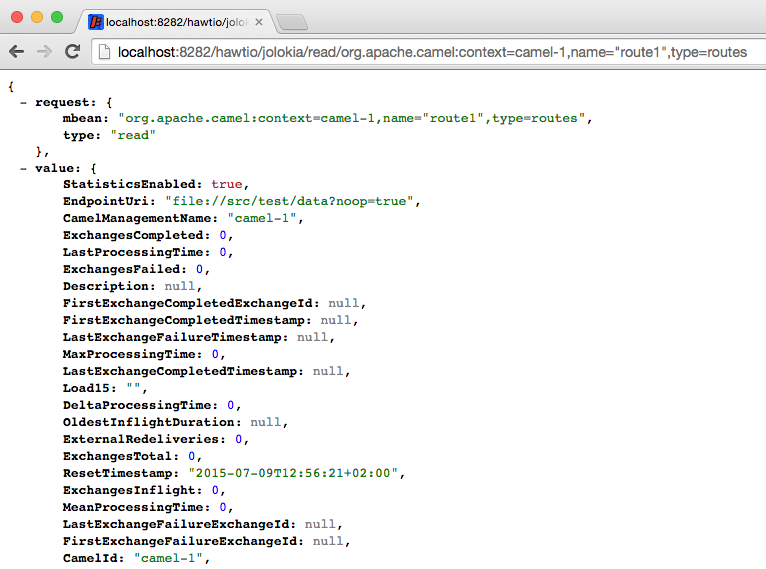 localhost:8282/hawtio/jolok
localhost:8282/hawtio/jolokia/read/org.apache.camel:context=camel-1,name="route1",type=routes
{
- request: {
mbean: "org.apache.camel:context=camel-1,name="route1",type=routes",
type: "read"
},
- value: {
StatisticsEnabled: true,
EndpointUri: "file://src/test/data?noop=true",
CamelManagementName: "camel-1",
ExchangesCompleted: 0,
LastProcessingTime: 0,
ExchangesFailed: 0,
Description: null,
FirstExchangeCompletedExchangeId: null,
FirstExchangeCompletedTimestamp: null,
LastExchangeFailureTimestamp: null,
MaxProcessingTime: 0,
LastExchangeCompletedTimestamp: null,
Load15: "",
DeltaProcessingTime: 0,
OldestInflightDuration: null,
ExternalRedeliveries: 0,
ExchangesTotal: 0,
ResetTimestamp: "2015-07-09T12:56:21+02:00",
ExchangesInflight: 0,
MeanProcessingTime: 0,
LastExchangeFailureExchangeId: null,
FirstExchangeFailureExchangeId: null,
CamelId: "camel-1",